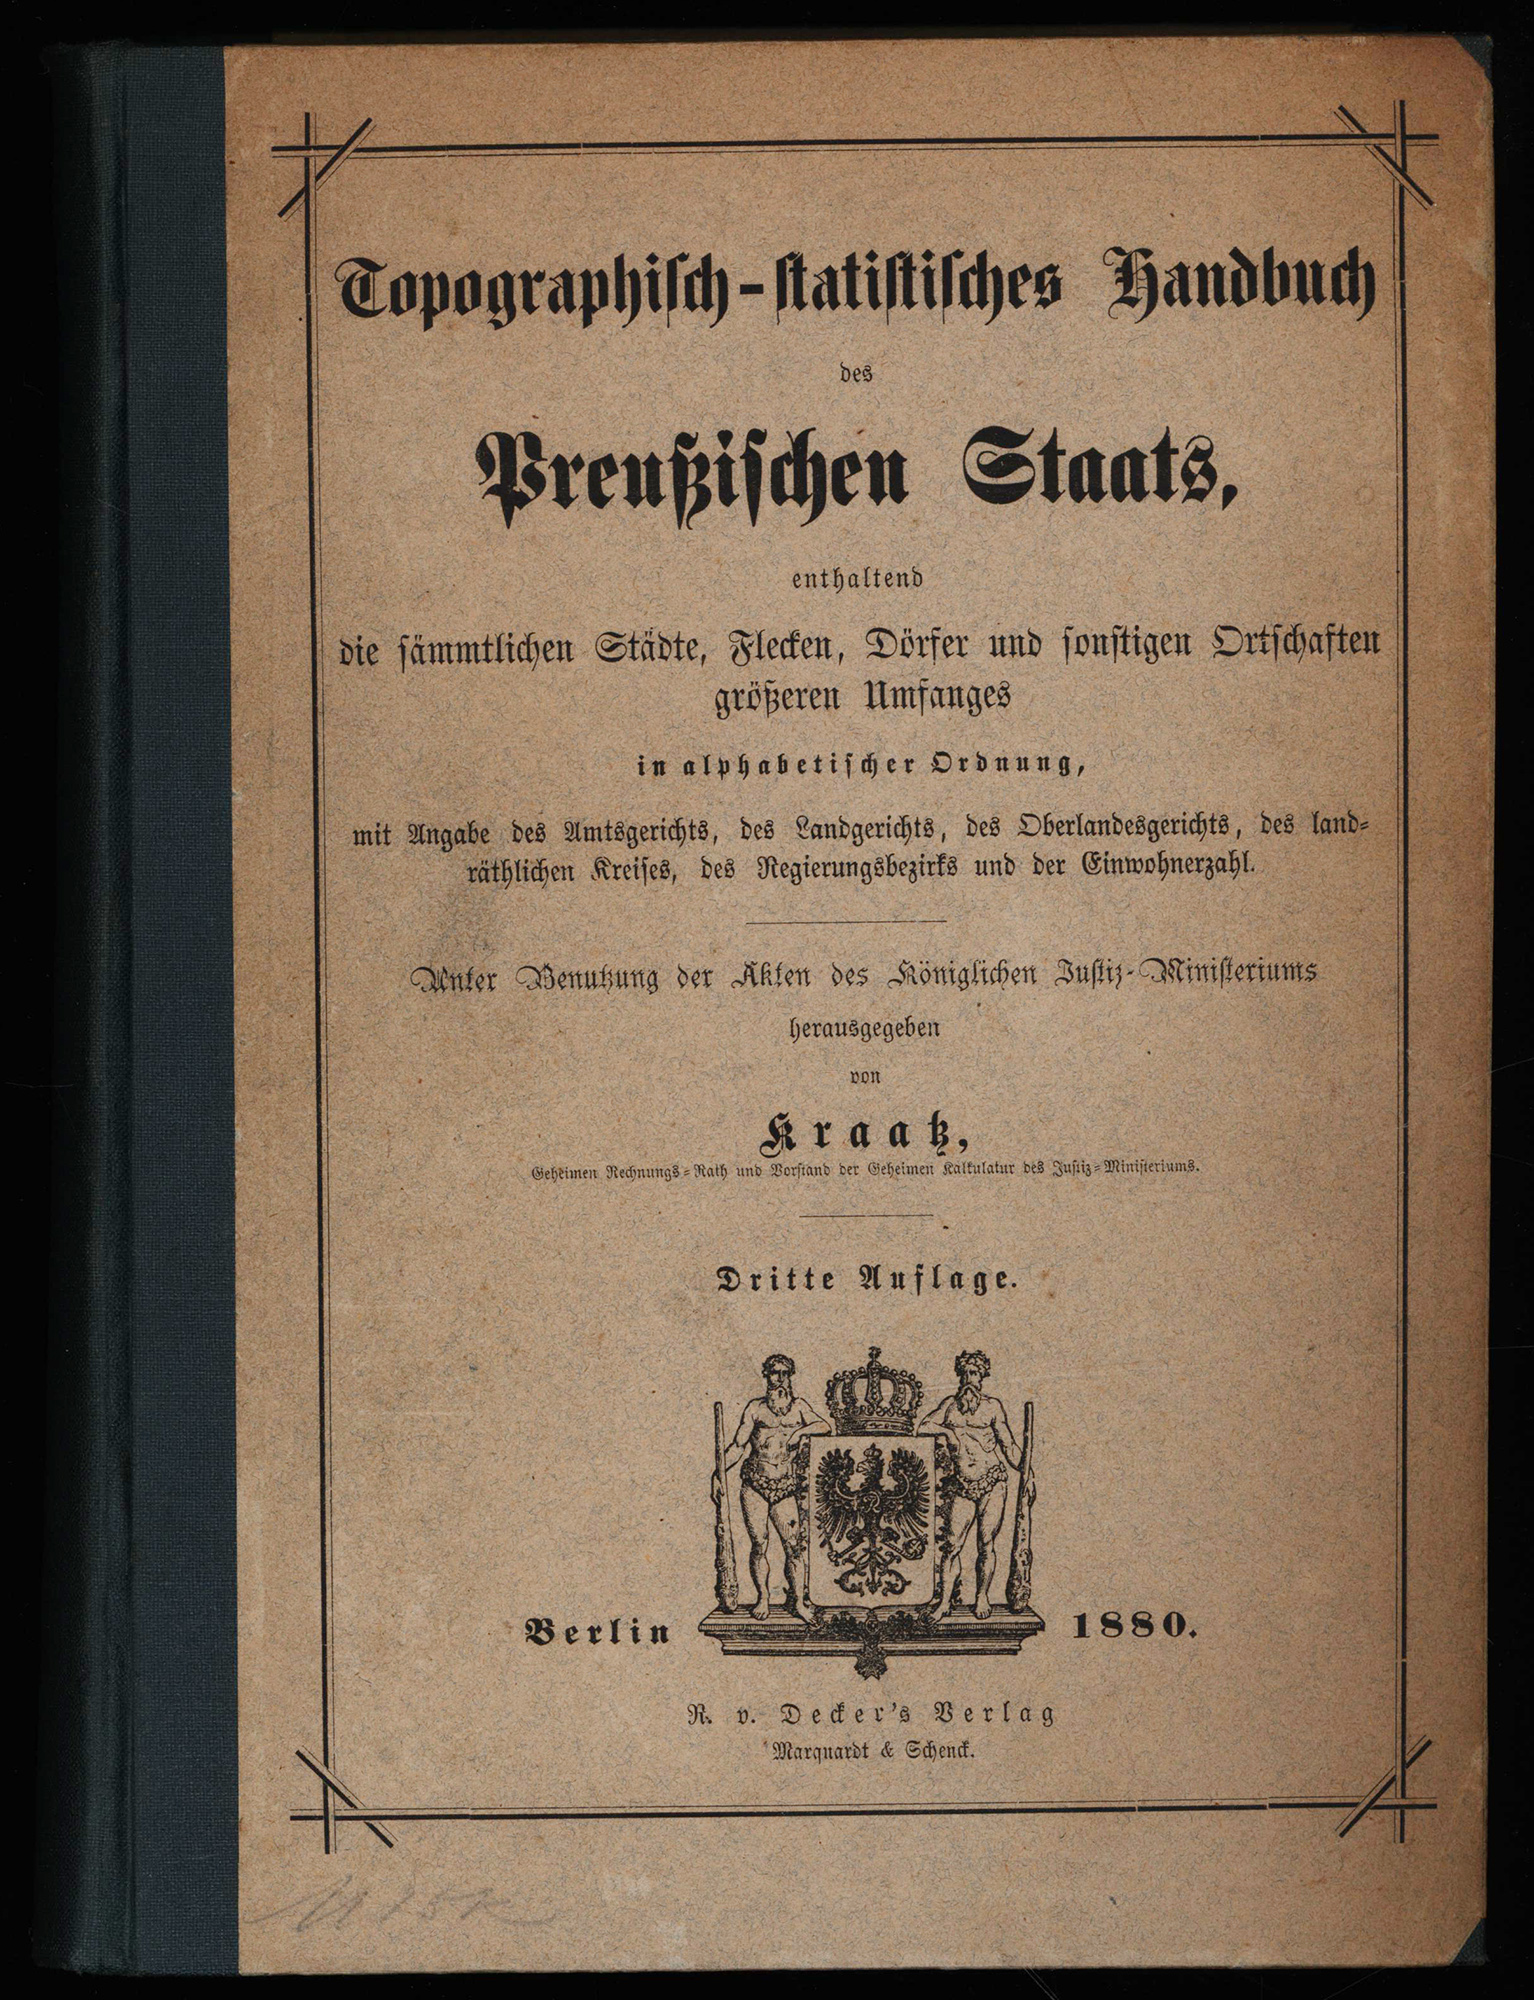 Topographisch-statistisches Handbuch
des
Preußischen Staats,
enthaltend
die sämmtlichen Städte, Flecken, Dörfer und sonstigen Ortschaften
größeren Umfanges
in alphabetischer Ordnung,
mit Angabe des Amtsgerichts, des Landgerichts, des Oberlandesgerichts, des land-
räthlichen Kreises, des Regierungsbezirks und der Einwohnerzahl.
Unter Benutzung der Akten des Königlichen Justiz-Ministeriums
herausgegeben
von
Kraatz,
Geheimen Rechnungs-Rath und Vorstand der Geheimen Kalkulatur des Justiz-Ministeriums.
Dritte Auflage.
Berlin 1880.
R. v. Decker's Verlag
Marquardt & Schenck.